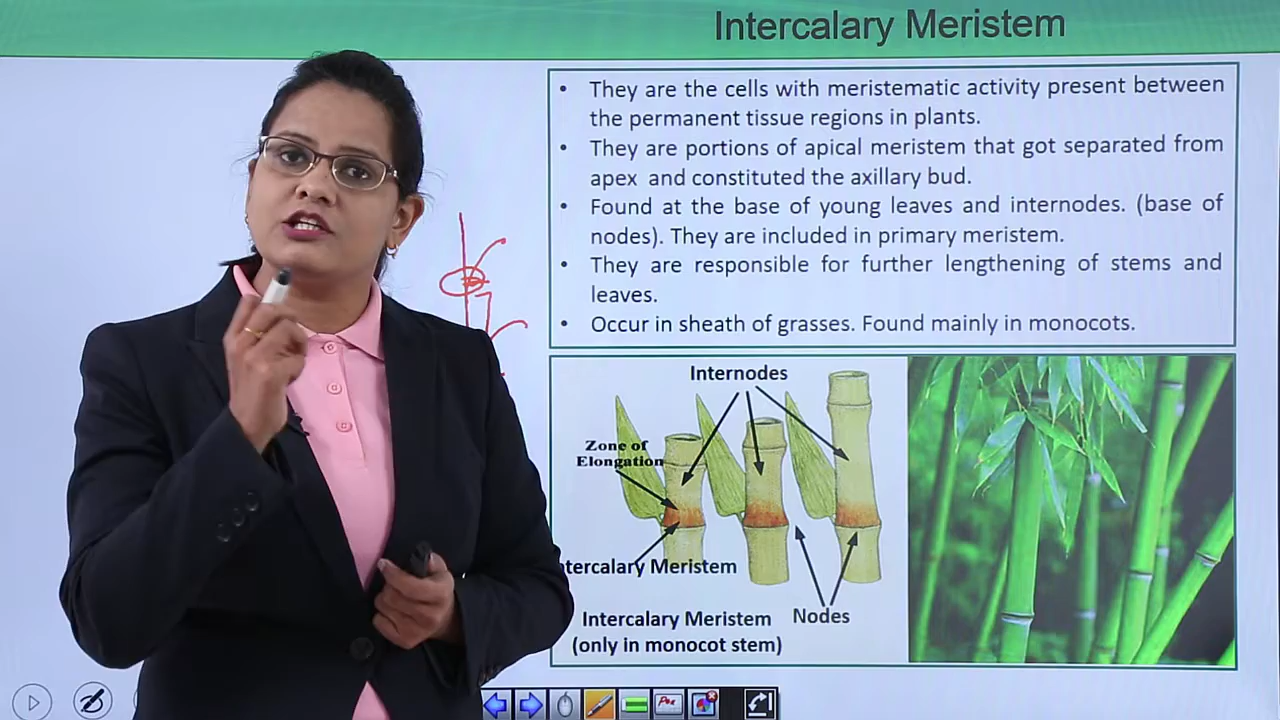 Intercalary Meristem
• They are the cells with meristematic activity present between
the permanent tissue regions in plants.
• They are portions of apical meristem that got separated from
apex and constituted the axillary bud.
• Found at the base of young leaves and internodes. (base of
nodes). They are included in primary meristem.
• They are responsible for further lengthening of stems and
leaves.
• Occur in sheath of grasses. Found mainly in monocots.
Internodes
Zone of
Elongation
ntercalary Meristem
Nodes
Intercalary Meristem
(only in monocot stem)